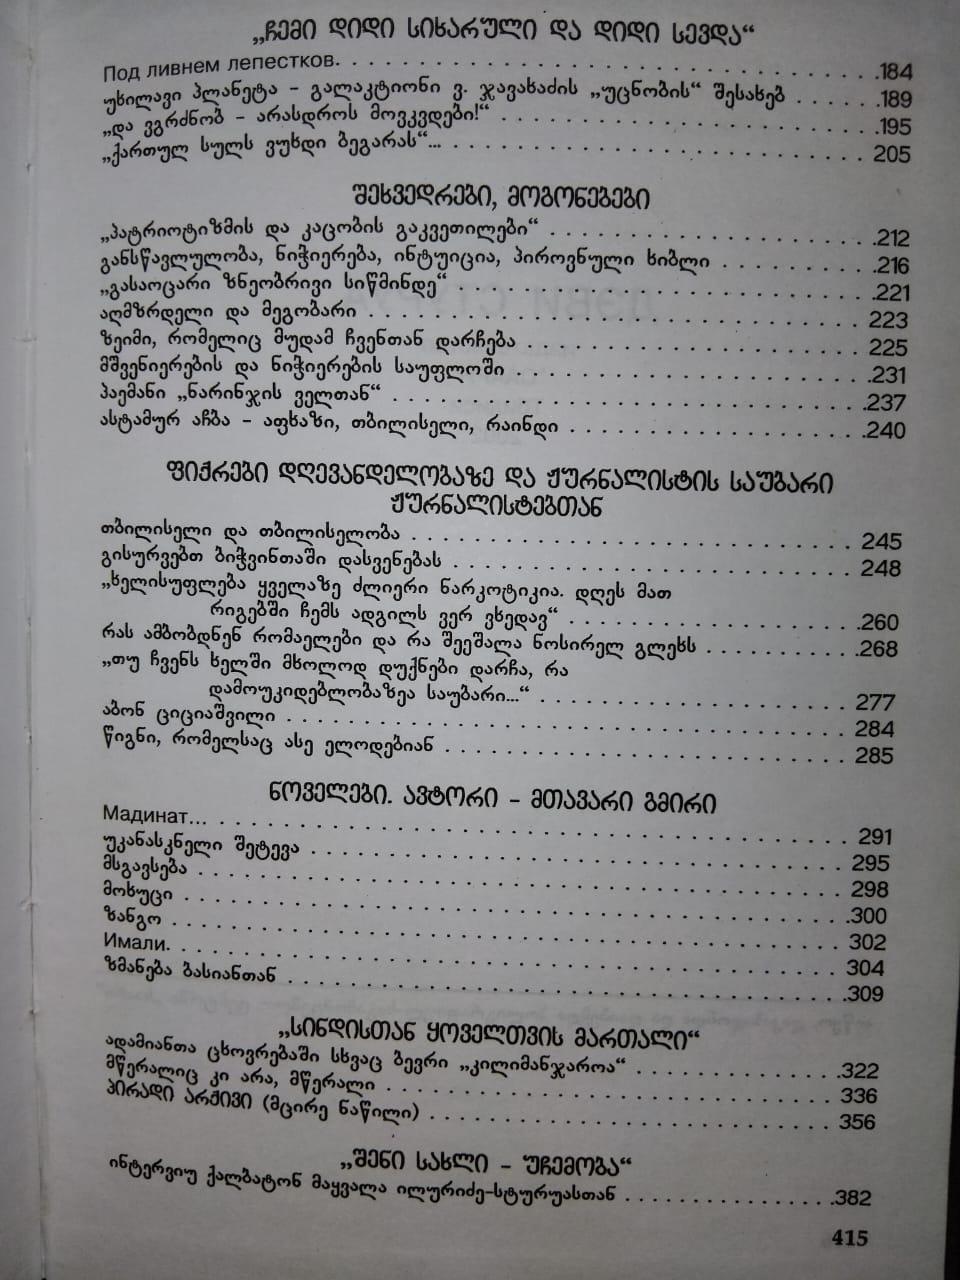 „ჩემი დიდი სიხარული და დიდი სევდა“
Под ливнем лепестков. . . . . . . . . . . . . . . . . . . . . . . . . . . . .184
უხილავი პლანეტა – გალაკტიონი ვ. ჯავახაძის „უცნობის“ შესახებ . . . . . .189
„და ვგრძნობ – არასდროს მოვკვდები!“ . . . . . . . . . . . . . . . . . . . . .195
„ქართულ სულს ვუხდი ბეგარას“... . . . . . . . . . . . . . . . . . . . . . . 205
შეხვედრები, მოგონებები
„პატრიოტიზმის და კაცობის გაკვეთილები“ . . . . . . . . . . . . . . . . . . .212
განსწავლულობა, ნიჭიერება, ინტუიცია, პიროვნული ხიბლი . . . . . . . . . .216
„გასაოცარი ზნეობრივი სიწმინდე“ . . . . . . . . . . . . . . . . . . . . . . .221
აღმზრდელი და მეგობარი . . . . . . . . . . . . . . . . . . . . . . . . . . . 223
ზეიმი, რომელიც მუდამ ჩვენთან დარჩება . . . . . . . . . . . . . . . . . . . 225
მშვენიერების და ნიჭიერების საუფლოში . . . . . . . . . . . . . . . . . . . .231
პაემანი „ნარინჯის ველთან“ . . . . . . . . . . . . . . . . . . . . . . . . . .237
ასტამურ აჩბა – აფხაზი, თბილისელი, რაინდი . . . . . . . . . . . . . . . . .240
ფიქრები დღევანდელობაზე და ჟურნალისტის საუბარი
ჟურნალისტებთან
თბილისელი და თბილისელობა . . . . . . . . . . . . . . . . . . . . . . . . 245
გისურვებთ ბიჭვინთაში დასვენებას . . . . . . . . . . . . . . . . . . . . . . 248
„ხელისუფლება ყველაზე ძლიერი ნარკოტიკია. დღეს მათ
რიგებში ჩემს ადგილს ვერ ვხედავ“ . . . . . . . . . . . . . . . . . .260
რას ამბობდნენ რომაელები და რა შეეშალა ნოსირელ გლეხს . . . . . . . . . .268
„თუ ჩვენს ხელში მხოლოდ დუქნები დარჩა, რა
დამოუკიდებლობაზეა საუბარი...“ . . . . . . . . . . . . . . . . . . . 277
აბონ ციციაშვილი . . . . . . . . . . . . . . . . . . . . . . . . . . . . . . . 284
წიგნი, რომელსაც ასე ელოდებიან . . . . . . . . . . . . . . . . . . . . . . . 285
ნოველები. ავტორი – მთავარი გმირი
Мадинат... . . . . . . . . . . . . . . . . . . . . . . . . . . . . . . . . . . . 291
უკანასკნელი შეტევა . . . . . . . . . . . . . . . . . . . . . . . . . . . . . . 295
მსგავსება . . . . . . . . . . . . . . . . . . . . . . . . . . . . . . . . . . . 298
მოხუცი . . . . . . . . . . . . . . . . . . . . . . . . . . . . . . . . . . . . .300
ზანგო . . . . . . . . . . . . . . . . . . . . . . . . . . . . . . . . . . . . . 302
Имали. . . . . . . . . . . . . . . . . . . . . . . . . . . . . . . . . . . . . 304
ზმანება ბასიანთან . . . . . . . . . . . . . . . . . . . . . . . . . . . . . . .309
„სინდისთან ყოველთვის მართალი“
ადამიანთა ცხოვრებაში სხვაც ბევრი „კილიმანჯაროა“ . . . . . . . . . . . . .322
მწერალიც კი არა, მწერალი . . . . . . . . . . . . . . . . . . . . . . . . . . 336
პირადი არქივი (მცირე ნაწილი) . . . . . . . . . . . . . . . . . . . . . . . . 356
„შენი სახლი – უჩემობა“
ინტერვიუ ქალბატონ მაყვალა ილურიძე-სტურუასთან . . . . . . . . . . . . . .382
415